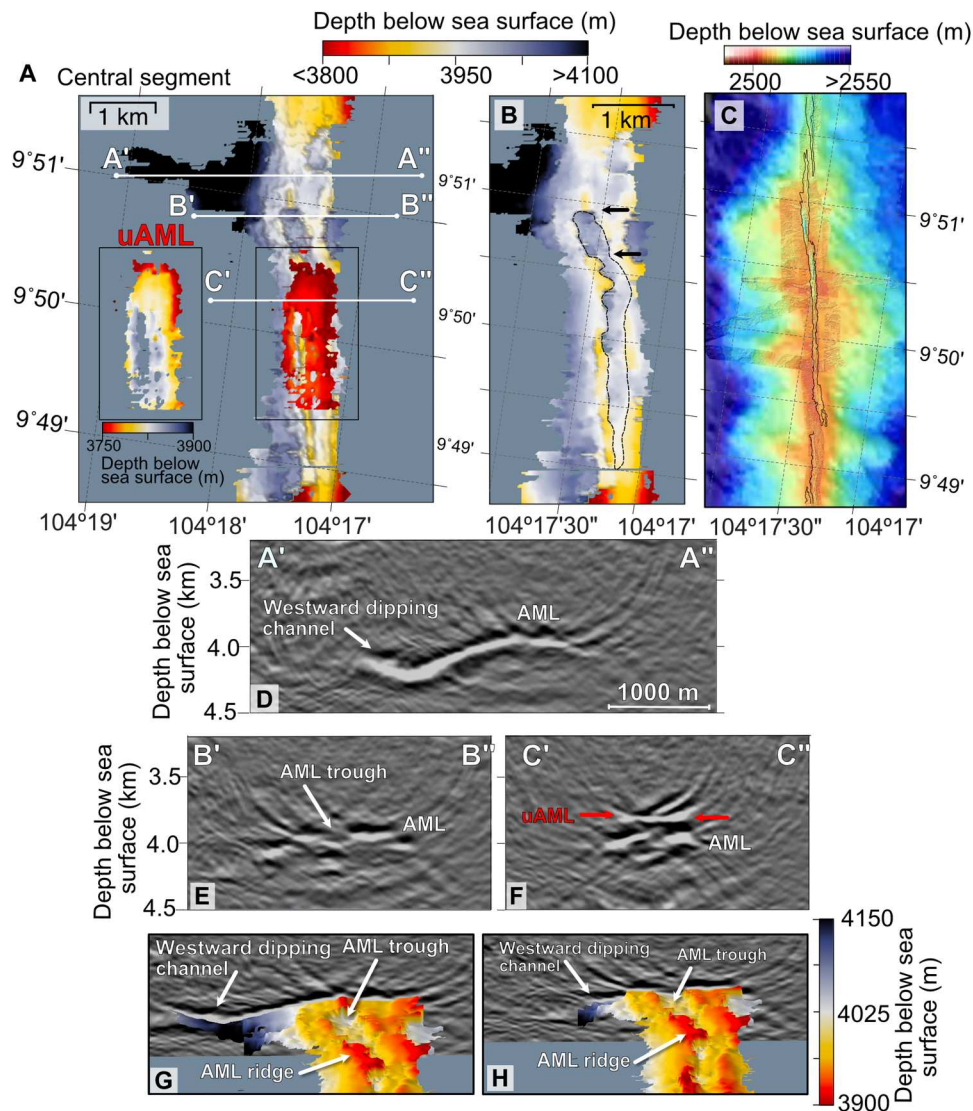 Depth below sea surface (m)
<3800 3950 >4100
Depth below sea surface (m)
2500 >2550
A
Central segment
1 km
9°51'
A' A"
B' B"
uAML
C' C"
9°50'
9°49'
3750 3900
Depth below
sea surface (m)
104°19' 104°18' 104°17'
B
1 km
9°51'
9°50'
9°49'
104°17'30" 104°17'
C
9°51'
9°50'
9°49'
104°17'30" 104°17'
Depth below sea
surface (km)
3.5
4.0
4.5
A' A"
Westward dipping
channel
AML
1000 m
D
Depth below sea
surface (km)
3.5
4.0
4.5
B' B"
AML trough
AML
E
C' C"
uAML
AML
F
Westward dipping
channel
AML trough
AML ridge
G
Westward dipping
channel
AML trough
AML ridge
H
4150
4025
3900
Depth below sea
surface (m)